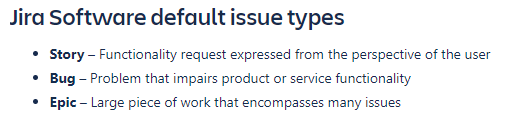 Jira Software default issue types
• Story – Functionality request expressed from the perspective of the user
• Bug – Problem that impairs product or service functionality
• Epic – Large piece of work that encompasses many issues